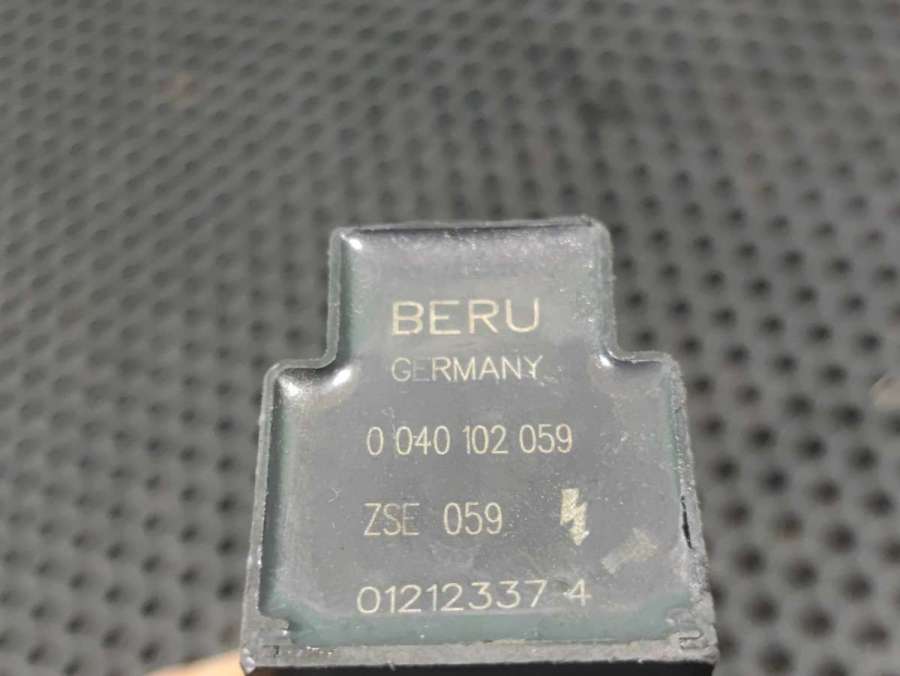 BERU
GERMANY
0 040 102 059
ZSE 059
01212337 4